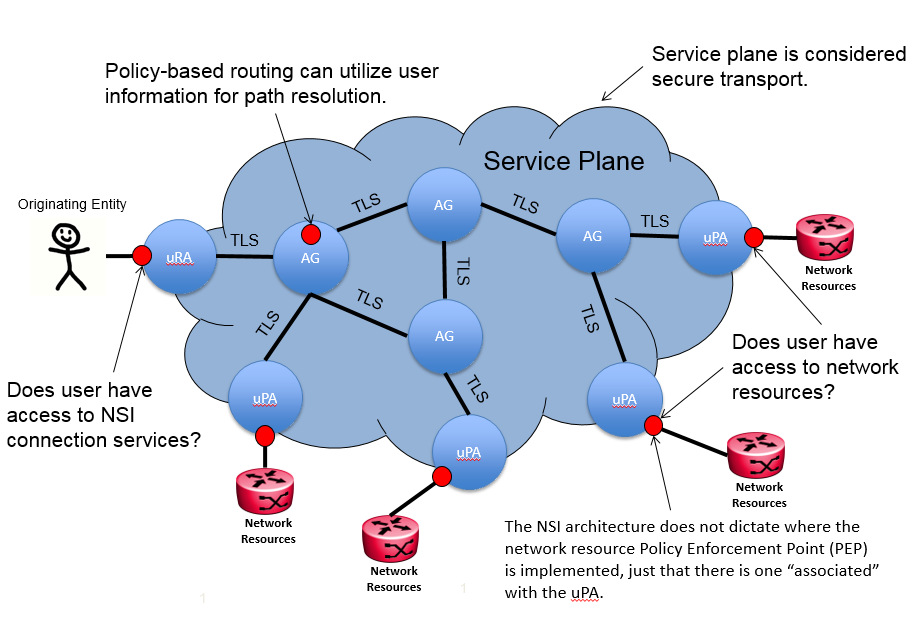 Service plane is considered
secure transport.
Policy-based routing can utilize user
information for path resolution.
Service Plane
Originating Entity
uRA
TLS
AG
TLS
AG
TLS
AG
TLS
uPA
Network
Resources
TLS
TLS
TLS
AG
TLS
TLS
uPA
uPA
uPA
Does user have
access to NSI
connection services?
Does user have
access to network
resources?
Network
Resources
Network
Resources
Network
Resources
The NSI architecture does not dictate where the
network resource Policy Enforcement Point (PEP)
is implemented, just that there is one “associated”
with the uPA.
1
1